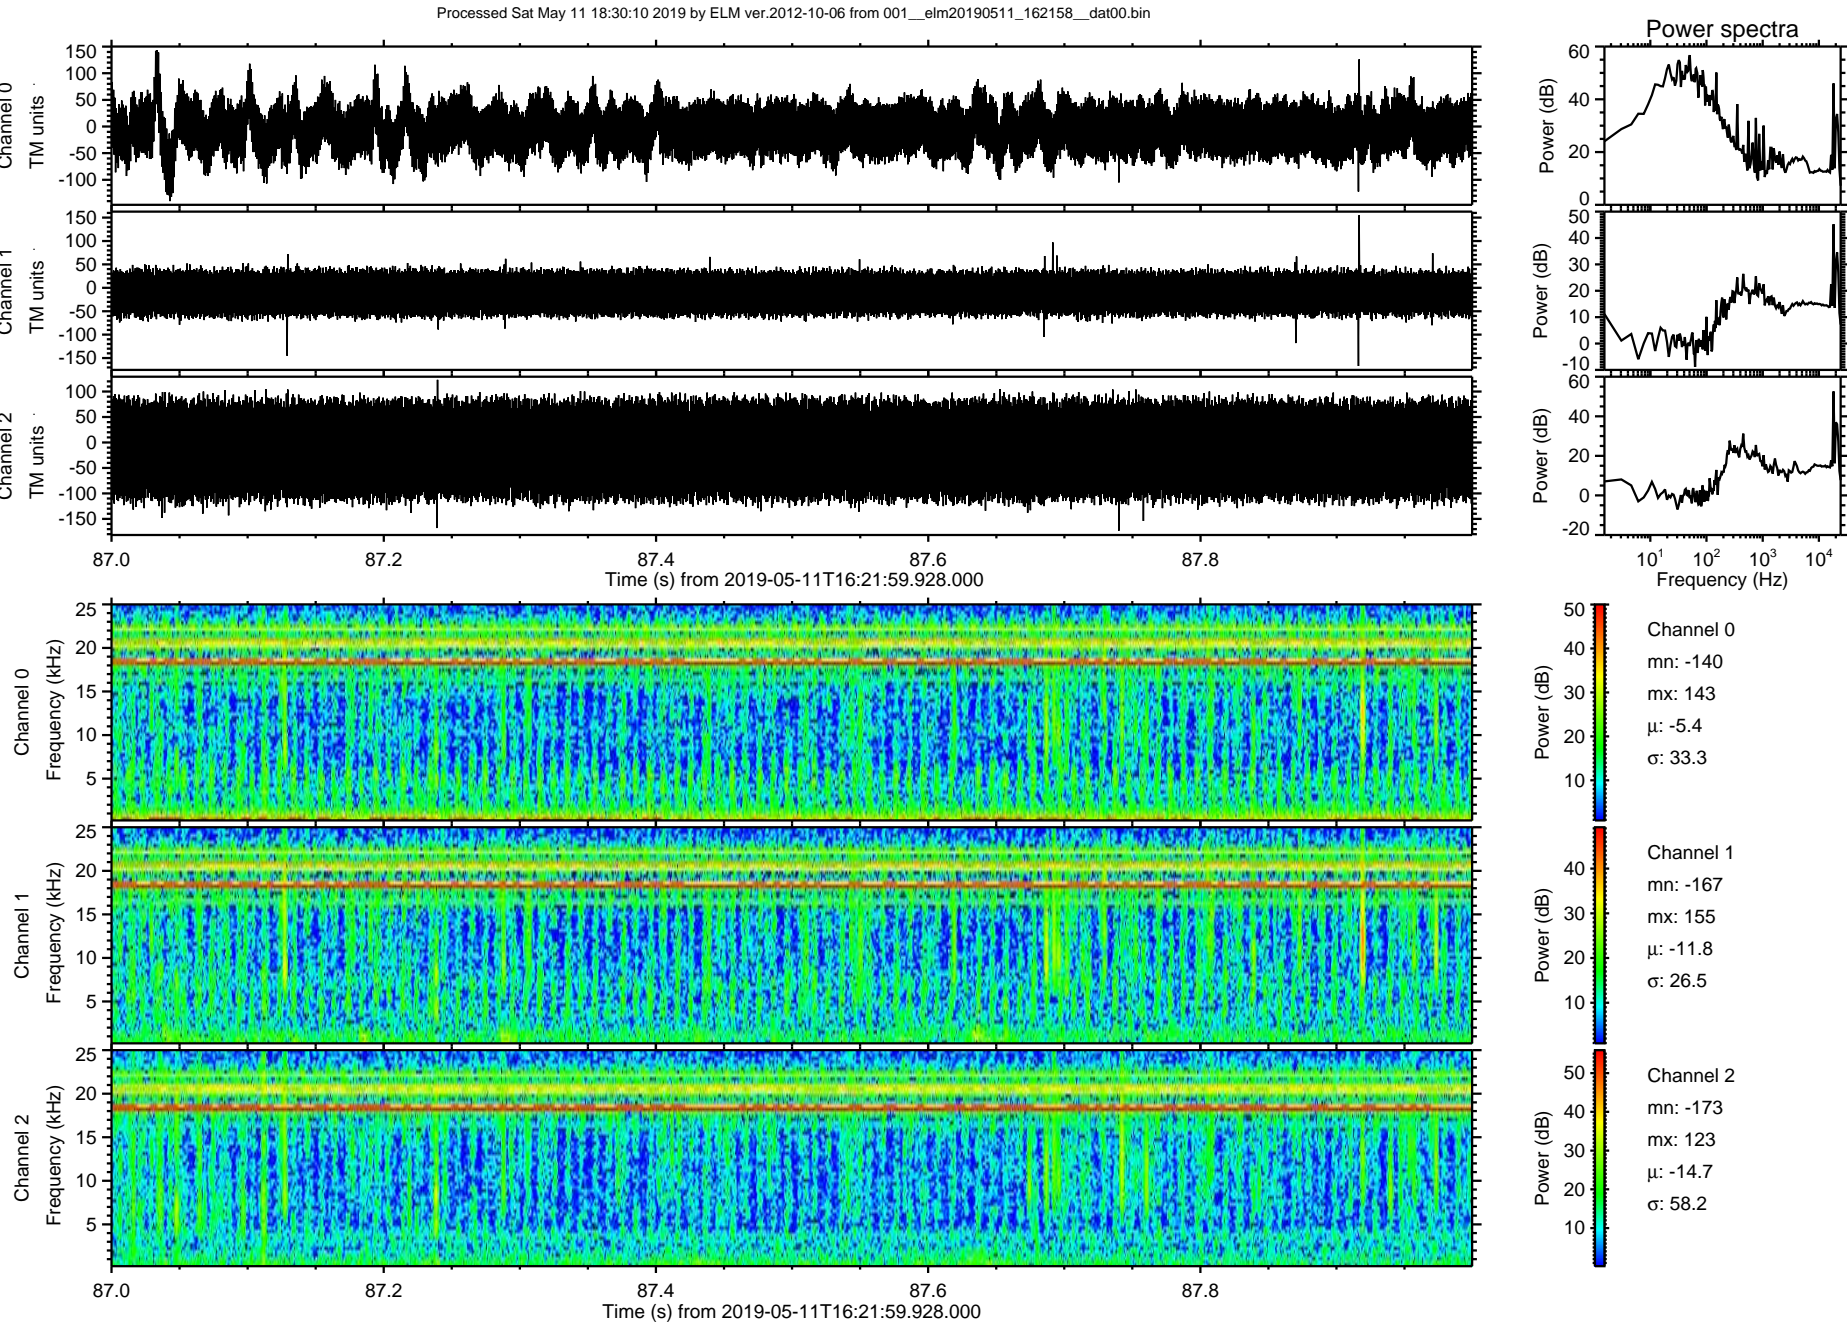 Processed Sat May 11 18:30:10 2019 by ELM ver.2012-10-06 from 001__elm20190511_162158__dat00.bin
Power spectra
Channel 0
TM units
150
100
50
0
-50
-100
Power (dB)
60
40
20
0
Channel 1
TM units
150
100
50
0
-50
-100
-150
Power (dB)
50
40
30
20
10
0
-10
Channel 2
TM units
100
50
0
-50
-100
-150
Power (dB)
60
40
20
0
-20
87.0 87.2 87.4 87.6 87.8
Time (s) from 2019-05-11T16:21:59.928.000
10¹ 10² 10³ 10⁴
Frequency (Hz)
Channel 0
Frequency (kHz)
25
20
15
10
5
Power (dB)
50
40
30
20
10
Channel 0
mn: -140
mx: 143
μ: -5.4
σ: 33.3
Channel 1
Frequency (kHz)
25
20
15
10
5
Power (dB)
40
30
20
10
Channel 1
mn: -167
mx: 155
μ: -11.8
σ: 26.5
Channel 2
Frequency (kHz)
25
20
15
10
5
Power (dB)
50
40
30
20
10
Channel 2
mn: -173
mx: 123
μ: -14.7
σ: 58.2
87.0 87.2 87.4 87.6 87.8
Time (s) from 2019-05-11T16:21:59.928.000